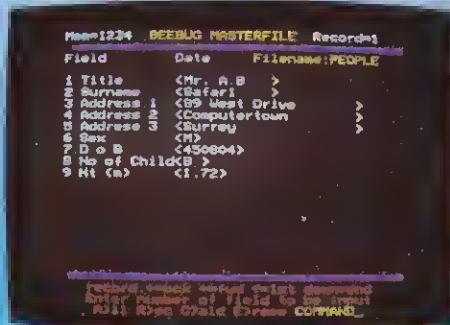 Mem=1234 BEEBUG MASTERFILE Record=1
Field Date Filename:PEOPLE
1 Title <Mr. A.B >
2 Surname <Safari >
3 Address 1 <89 West Drive >
4 Address 2 <Computertown >
5 Address 3 <Surrey >
6 Sex <M>
7 D o B <450804>
8 No of Child<8 >
9 Ht (m) <1.72>
Enter number of field to be input
COMMAND_